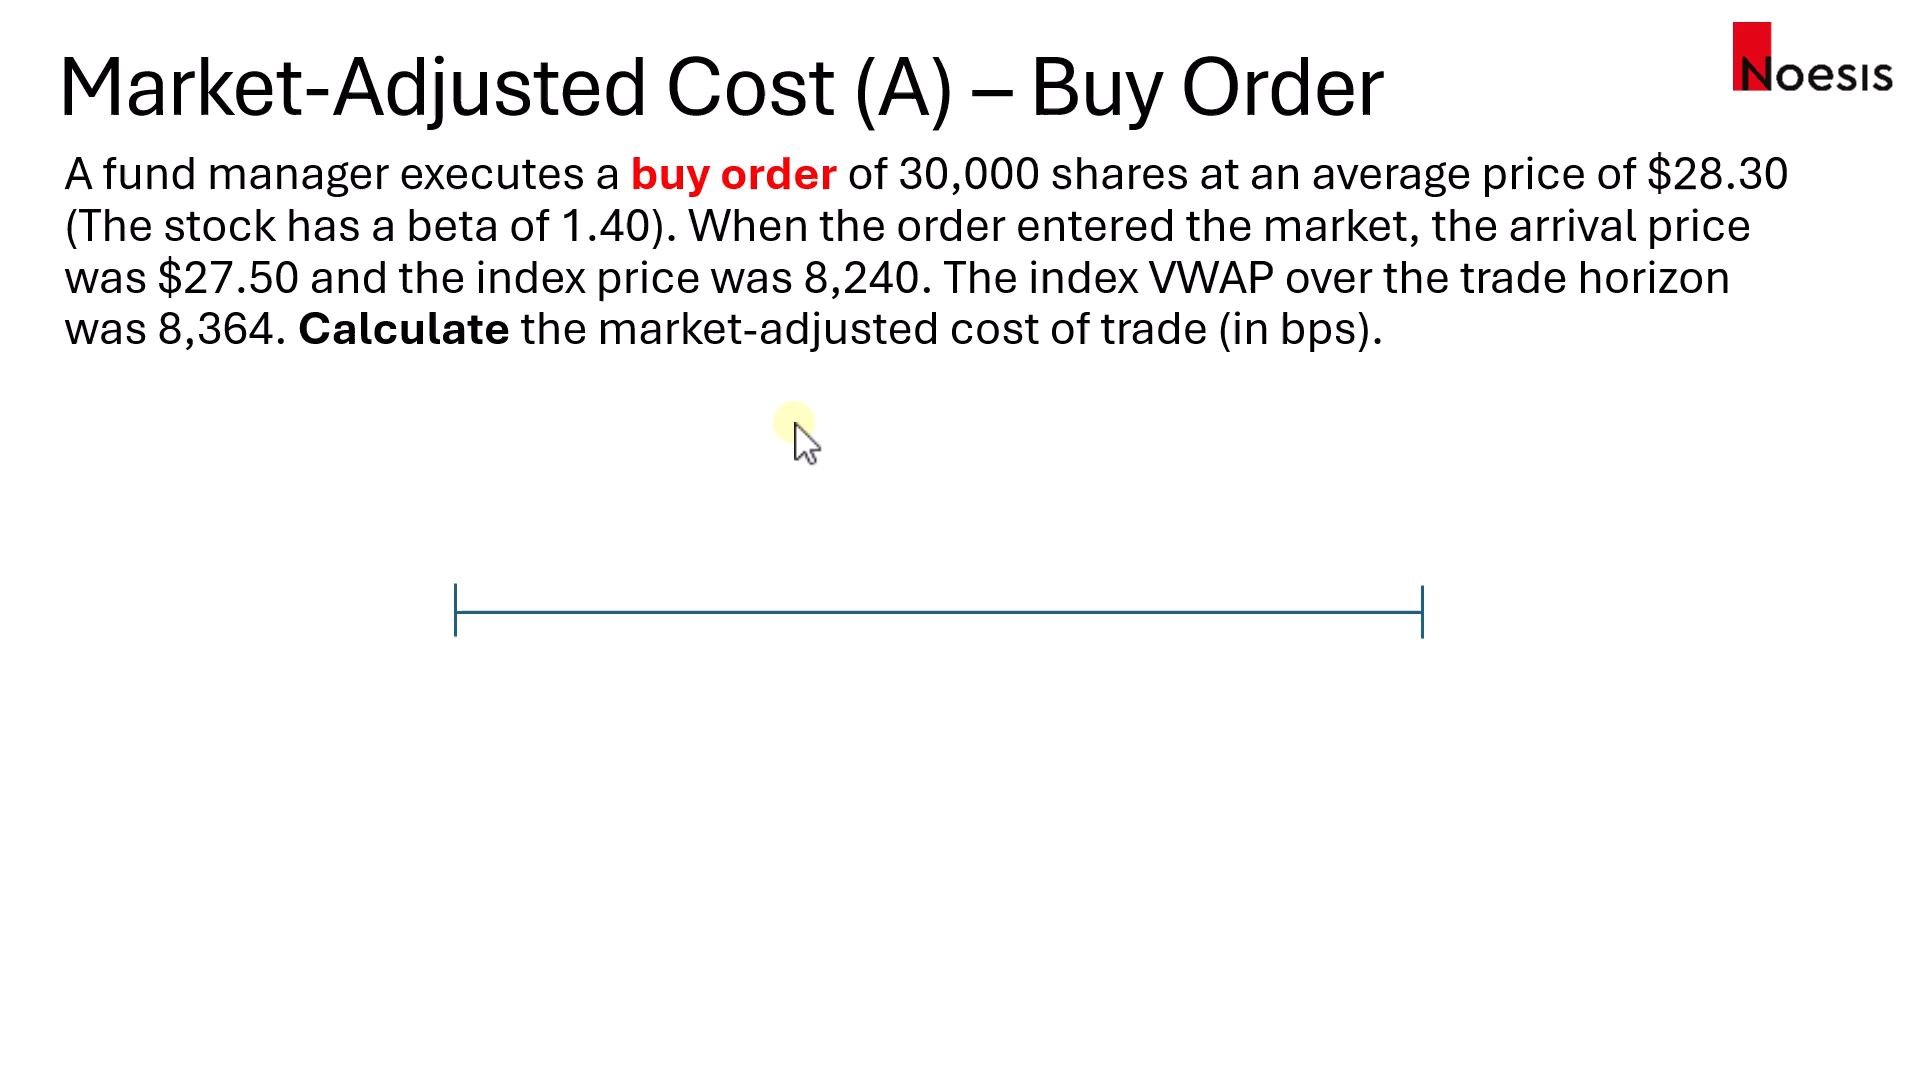 Market-Adjusted Cost (A) – Buy Order
Noesis
A fund manager executes a buy order of 30,000 shares at an average price of $28.30
(The stock has a beta of 1.40). When the order entered the market, the arrival price
was $27.50 and the index price was 8,240. The index VWAP over the trade horizon
was 8,364. Calculate the market-adjusted cost of trade (in bps).